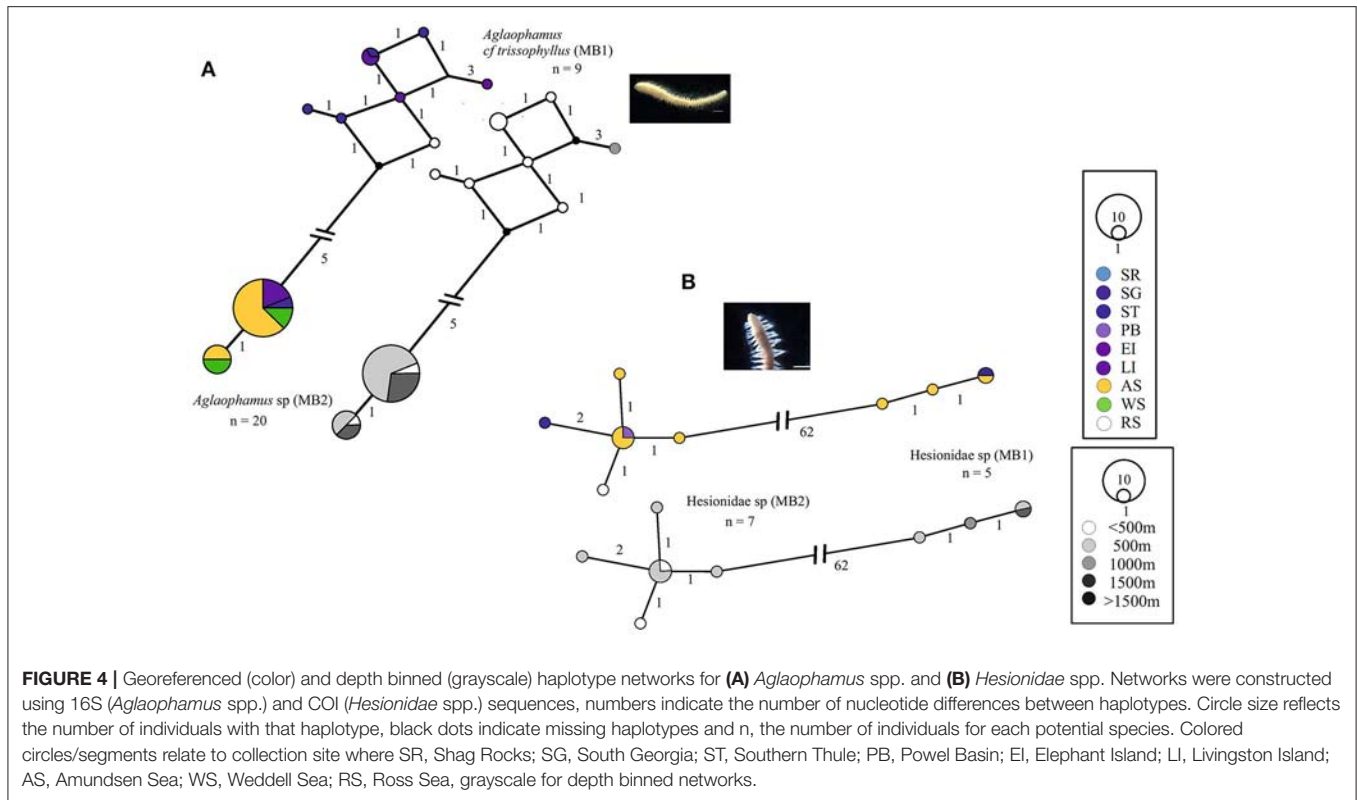 A
Aglaophamus
cf trissophyllus (MB1)
n = 9
1
1
1
1
3
1
1
1
1
1
5
1
Aglaophamus sp (MB2)
n = 20
1
1
1
1
3
1
1
1
1
1
1
5
1
B
1
2
1
1
62
1
1
Hesionidae sp (MB1)
n = 5
Hesionidae sp (MB2)
n = 7
1
2
1
1
62
1
1
10
1
SR
SG
ST
PB
EI
LI
AS
WS
RS
10
1
<500m
500m
1000m
1500m
>1500m
FIGURE 4 | Georeferenced (color) and depth binned (grayscale) haplotype networks for (A) Aglaophamus spp. and (B) Hesionidae spp. Networks were constructed
using 16S (Aglaophamus spp.) and COI (Hesionidae spp.) sequences, numbers indicate the number of nucleotide differences between haplotypes. Circle size reflects
the number of individuals with that haplotype, black dots indicate missing haplotypes and n, the number of individuals for each potential species. Colored
circles/segments relate to collection site where SR, Shag Rocks; SG, South Georgia; ST, Southern Thule; PB, Powel Basin; EI, Elephant Island; LI, Livingston Island;
AS, Amundsen Sea; WS, Weddell Sea; RS, Ross Sea, grayscale for depth binned networks.